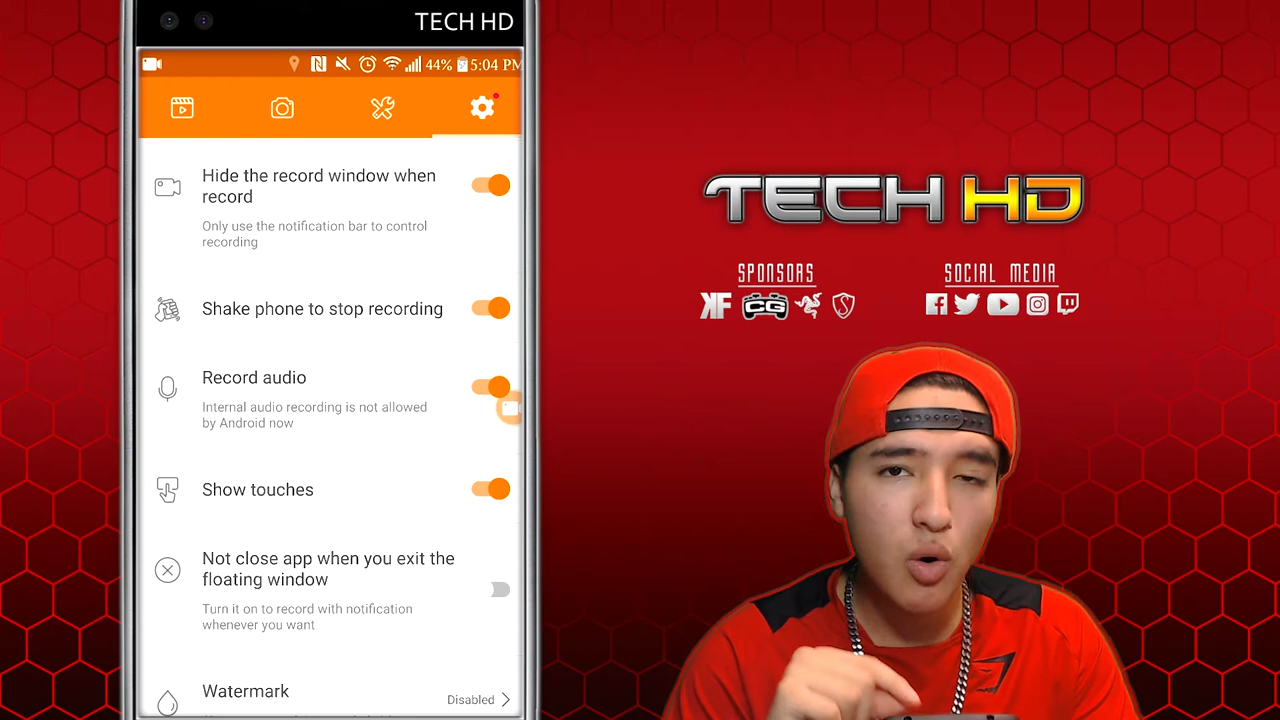 TECH HD
44% 5:04 PM
Hide the record window when
record
Only use the notification bar to control
recording
Shake phone to stop recording
Record audio
Internal audio recording is not allowed
by Android now
Show touches
Not close app when you exit the
floating window
Turn it on to record with notification
whenever you want
Watermark
Disabled
TECH HD
SPONSORS
KF CG S
SOCIAL MEDIA